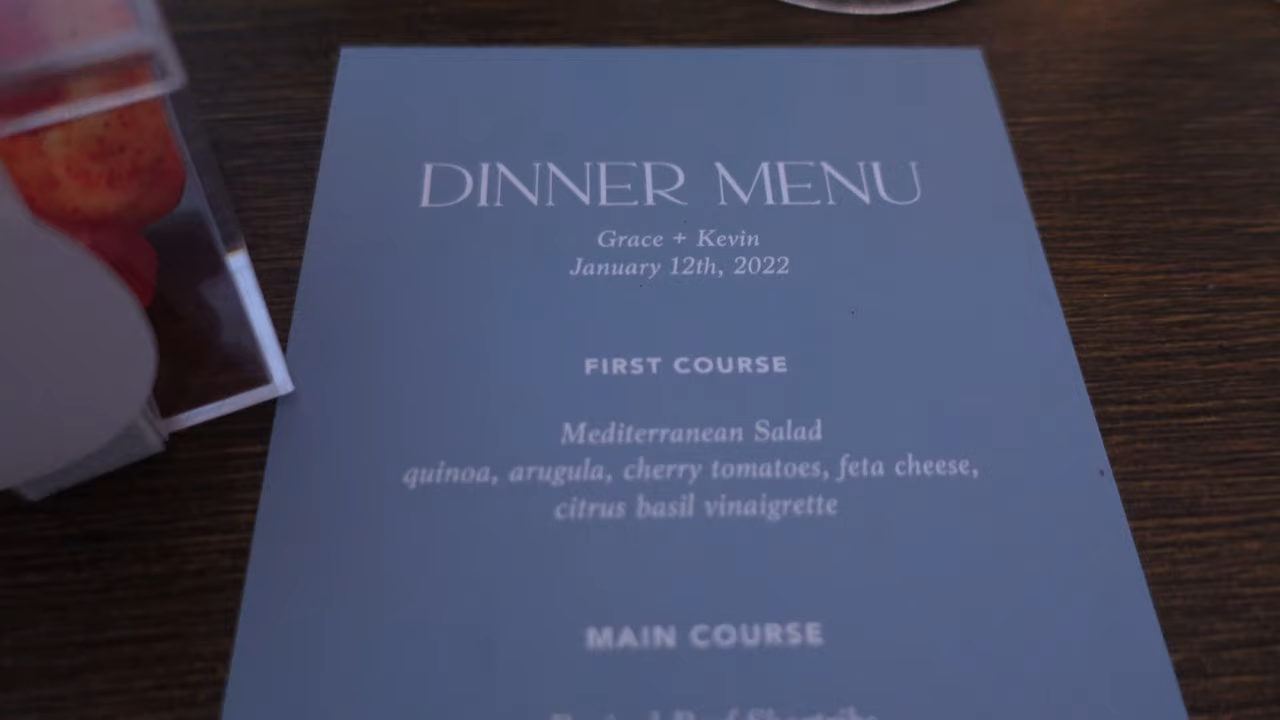 DINNER MENU
Grace + Kevin
January 12th, 2022
FIRST COURSE
Mediterranean Salad
quinoa, arugula, cherry tomatoes, feta cheese,
citrus basil vinaigrette
MAIN COURSE